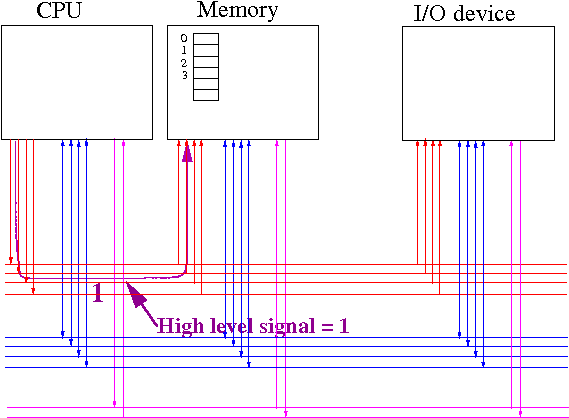 CPU
Memory
I/O device
0
1
2
3
1
High level signal = 1